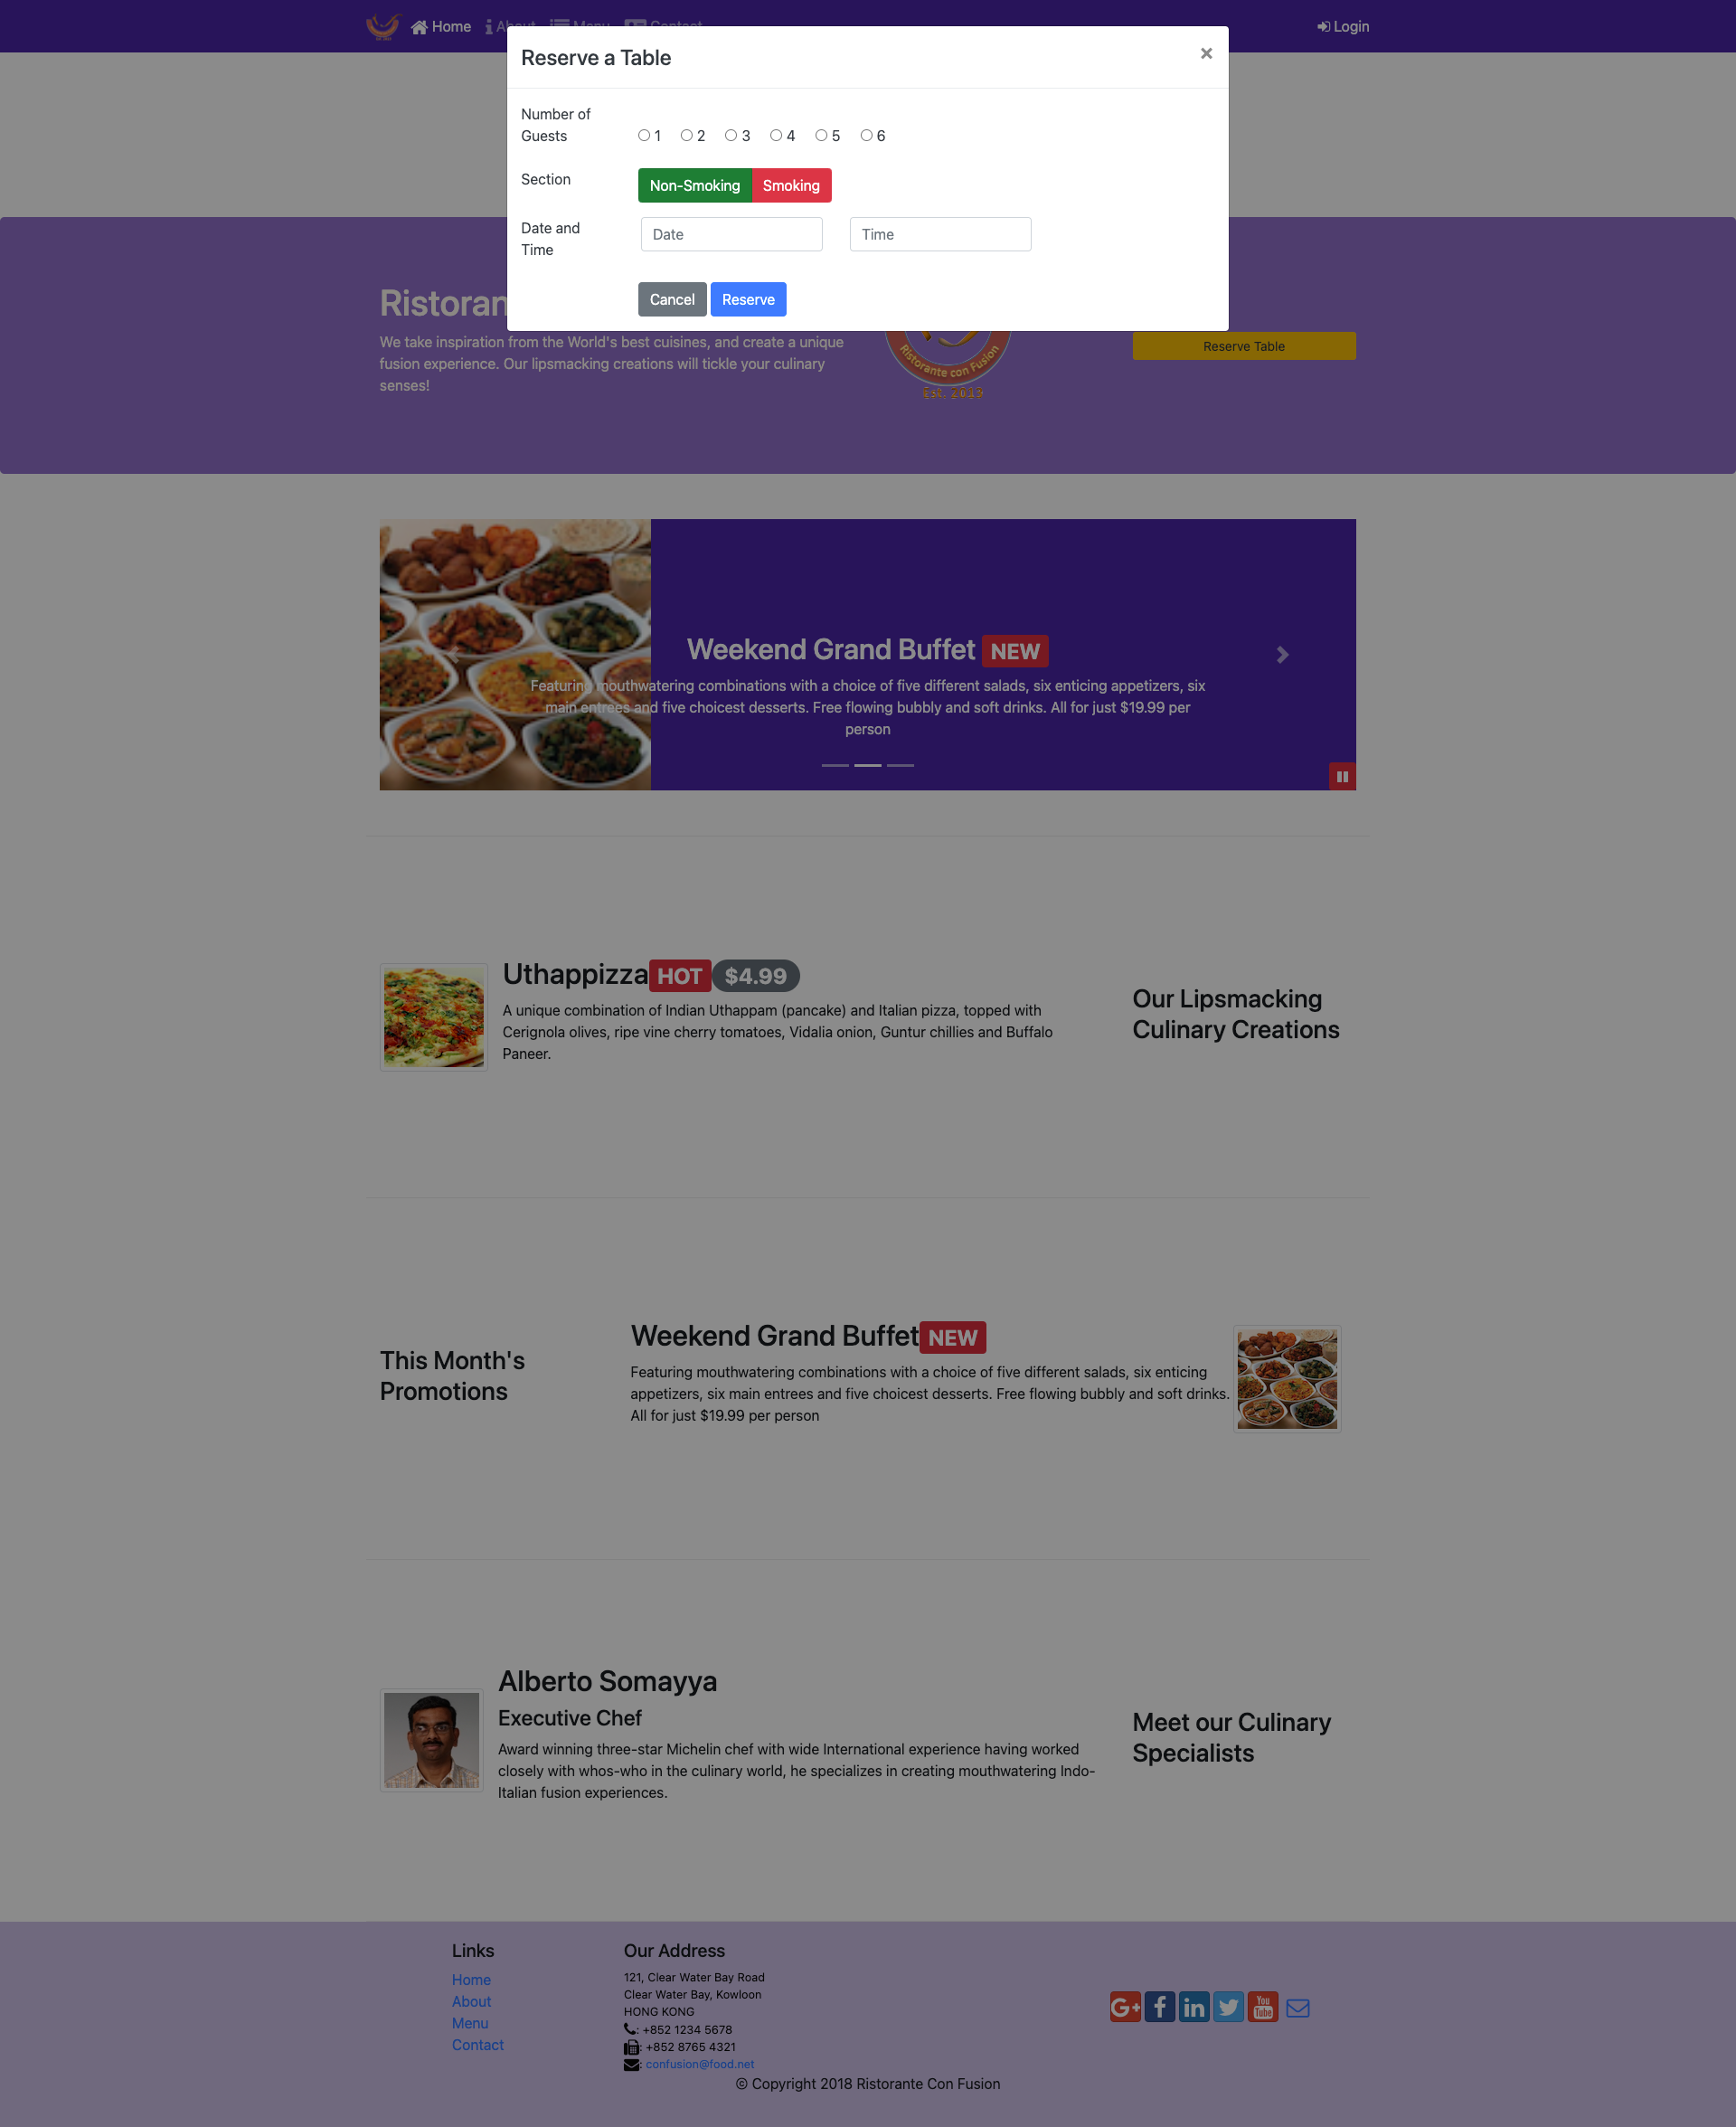 Home About Menu Contact Login
Reserve a Table ×
Number of
Guests 1 2 3 4 5 6
Section Non-Smoking Smoking
Date and
Time Date Time
Cancel Reserve
Ristoran
We take inspiration from the World's best cuisines, and create a unique
fusion experience. Our lipsmacking creations will tickle your culinary
senses!
Ristorante con Fusion
Est. 2019
Reserve Table
Weekend Grand Buffet NEW
Featuring mouthwatering combinations with a choice of five different salads, six enticing appetizers, six
main entrees and five choicest desserts. Free flowing bubbly and soft drinks. All for just $19.99 per
person
Uthappizza HOT $4.99
A unique combination of Indian Uthappam (pancake) and Italian pizza, topped with
Cerignola olives, ripe vine cherry tomatoes, Vidalia onion, Guntur chillies and Buffalo
Paneer.
Our Lipsmacking
Culinary Creations
This Month's
Promotions
Weekend Grand Buffet NEW
Featuring mouthwatering combinations with a choice of five different salads, six enticing
appetizers, six main entrees and five choicest desserts. Free flowing bubbly and soft drinks.
All for just $19.99 per person
Alberto Somayya
Executive Chef
Award winning three-star Michelin chef with wide International experience having worked
closely with whos-who in the culinary world, he specializes in creating mouthwatering Indo-
Italian fusion experiences.
Meet our Culinary
Specialists
Links
Home
About
Menu
Contact
Our Address
121, Clear Water Bay Road
Clear Water Bay, Kowloon
HONG KONG
: +852 1234 5678
: +852 8765 4321
: confusion@food.net
G+ f in You Tube
© Copyright 2018 Ristorante Con Fusion